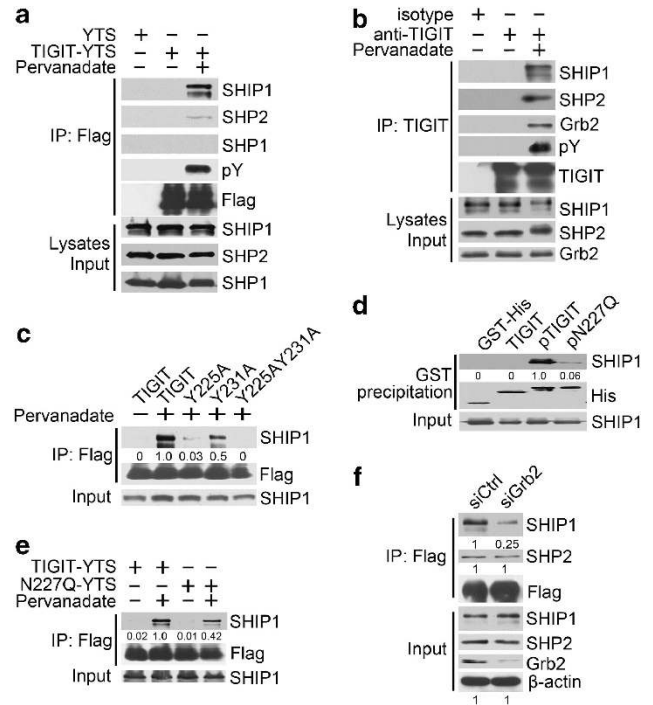 a
YTS + − −
TIGIT-YTS − + +
Pervanadate − − +
IP: Flag
SHIP1
SHP2
SHP1
pY
Flag
Lysates Input
SHIP1
SHP2
SHP1
b
isotype + − −
anti-TIGIT − + +
Pervanadate − − +
IP: TIGIT
SHIP1
SHP2
Grb2
pY
TIGIT
Lysates Input
SHIP1
SHP2
Grb2
c
TIGIT TIGIT Y225A Y231A Y225AY231A
Pervanadate − + + + +
IP: Flag
SHIP1
0 1.0 0.03 0.5 0
Flag
Input SHIP1
d
GST-His TIGIT pTIGIT pN227Q
GST precipitation
SHIP1
0 0 1.0 0.06
His
Input SHIP1
e
TIGIT-YTS + + − −
N227Q-YTS − − + +
Pervanadate − + − +
IP: Flag
SHIP1
0.02 1.0 0.01 0.42
Flag
Input SHIP1
f
siCtrl siGrb2
IP: Flag
SHIP1
1 0.25
SHP2
1 1
Flag
Input
SHIP1
SHP2
Grb2
β-actin
1 1